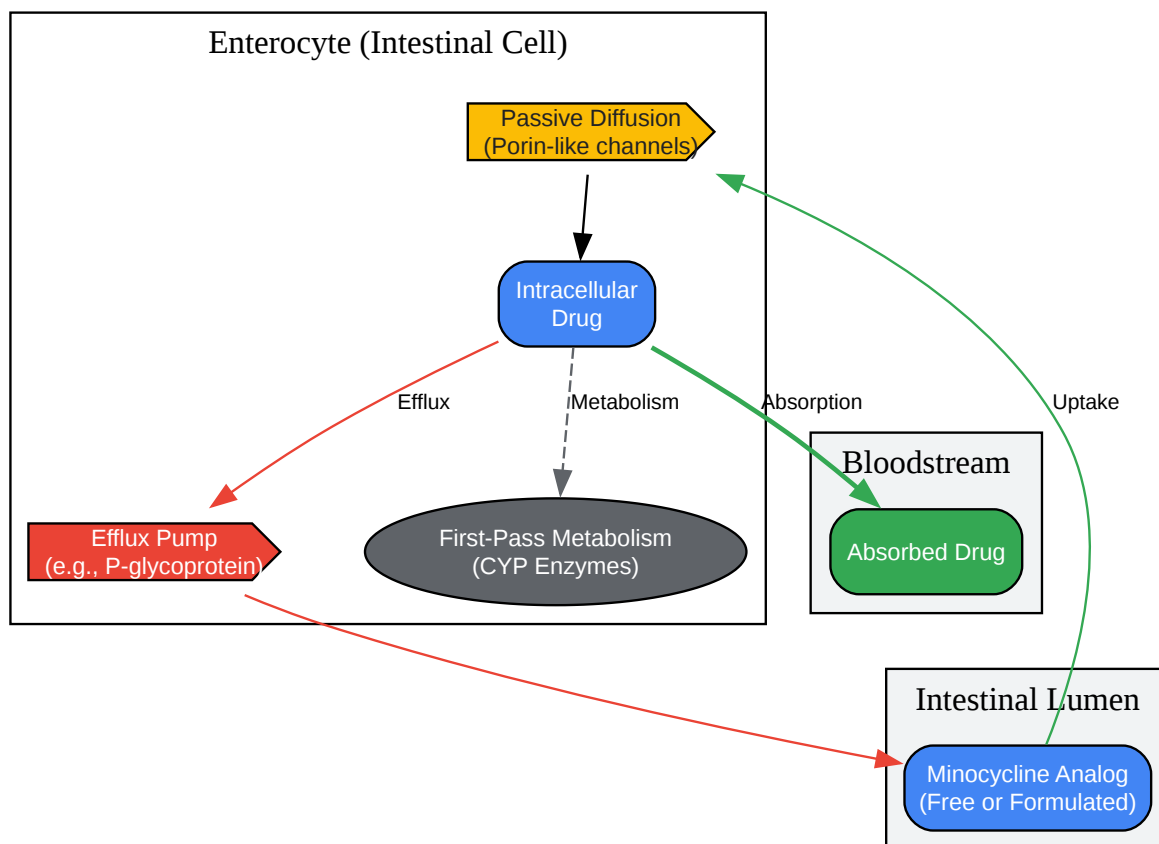 Enterocyte (Intestinal Cell)
Passive Diffusion
(Porin-like channels)
Intracellular
Drug
Efflux
Metabolism
Absorption
Uptake
Bloodstream
Efflux Pump
(e.g., P-glycoprotein)
First-Pass Metabolism
(CYP Enzymes)
Absorbed Drug
Intestinal Lumen
Minocycline Analog
(Free or Formulated)